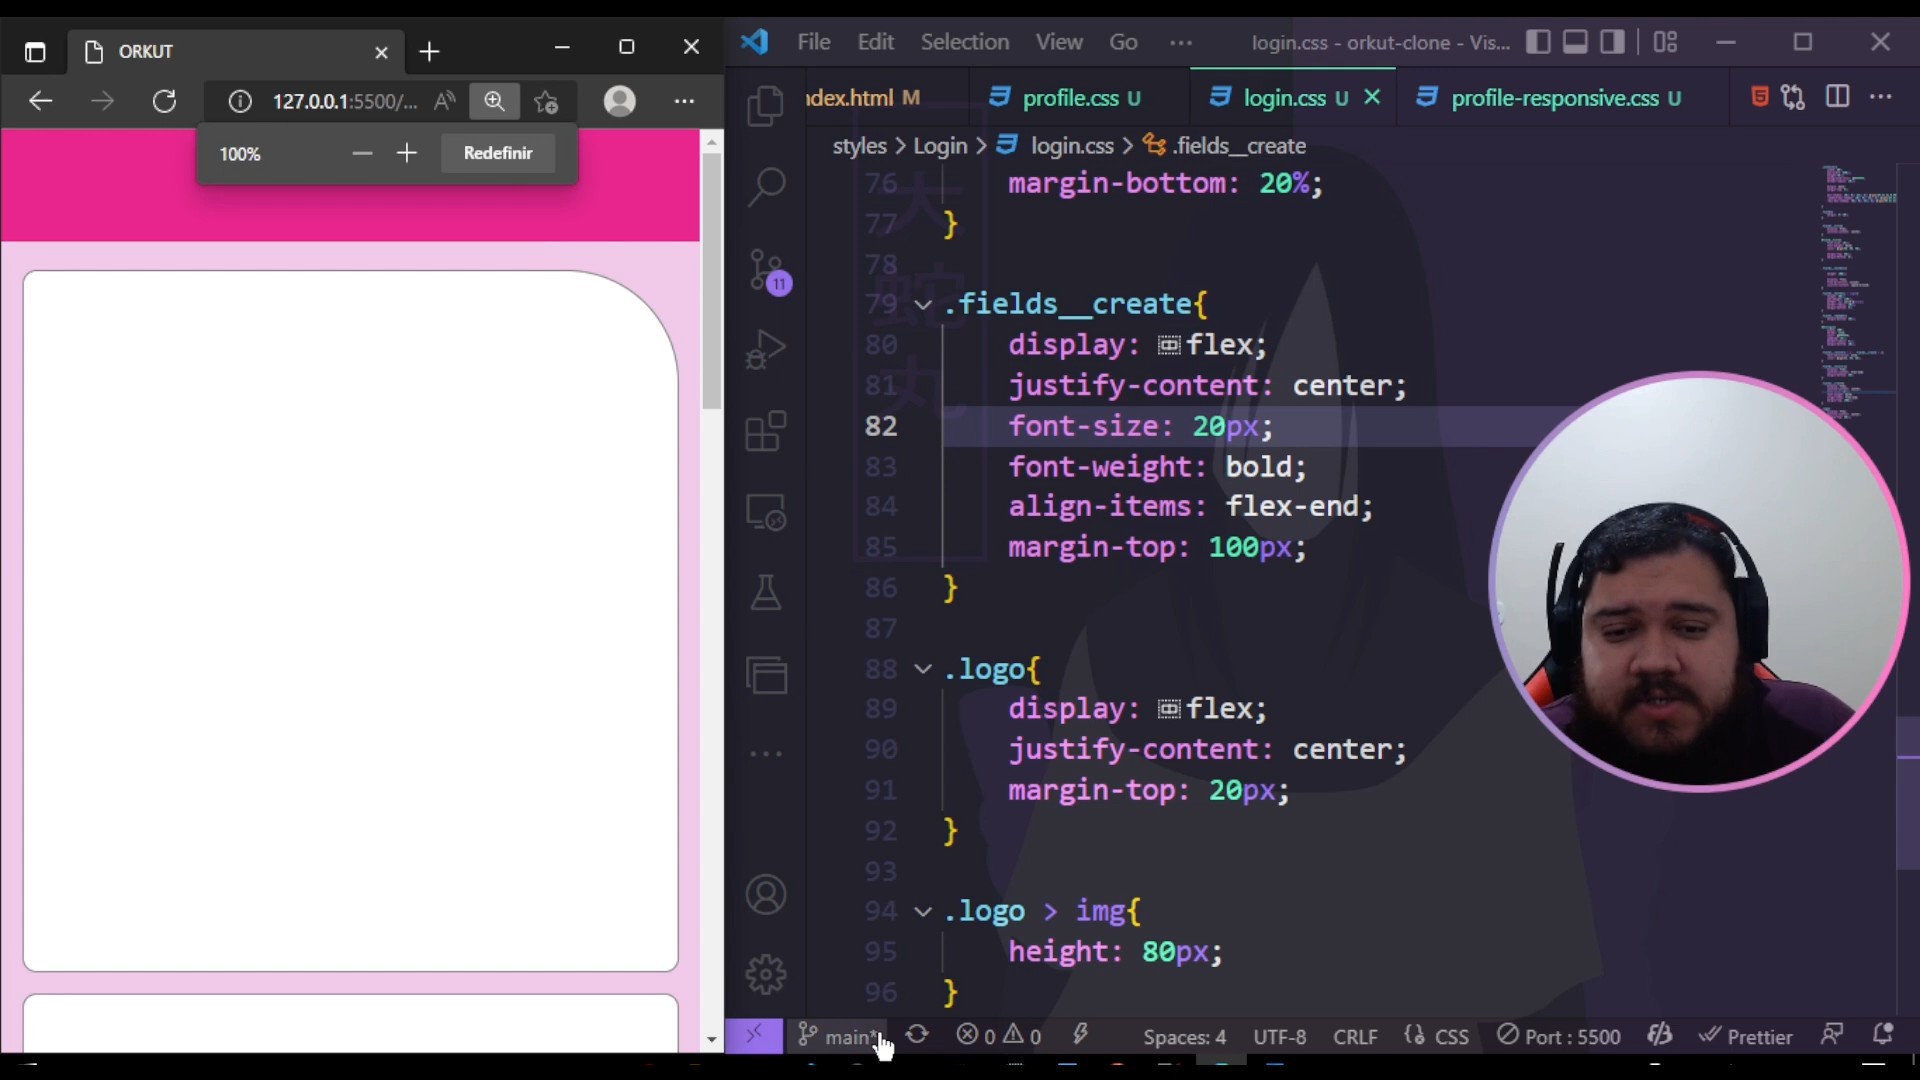 ORKUT
127.0.0.1:5500/...
100%
Redefinir
File Edit Selection View Go ···
login.css - orkut-clone - Vis...
ndex.html M
profile.css U
login.css U
profile-responsive.css U
styles > Login > login.css > .fields__create
76 margin-bottom: 20%;
77 }
78
79 .fields__create{
80 display: flex;
81 justify-content: center;
82 font-size: 20px;
83 font-weight: bold;
84 align-items: flex-end;
85 margin-top: 100px;
86 }
87
88 .logo{
89 display: flex;
90 justify-content: center;
91 margin-top: 20px;
92 }
93
94 .logo > img{
95 height: 80px;
96 }
11
大
蛇
丸
main*
0 0
Spaces: 4 UTF-8 CRLF CSS Port : 5500 Prettier